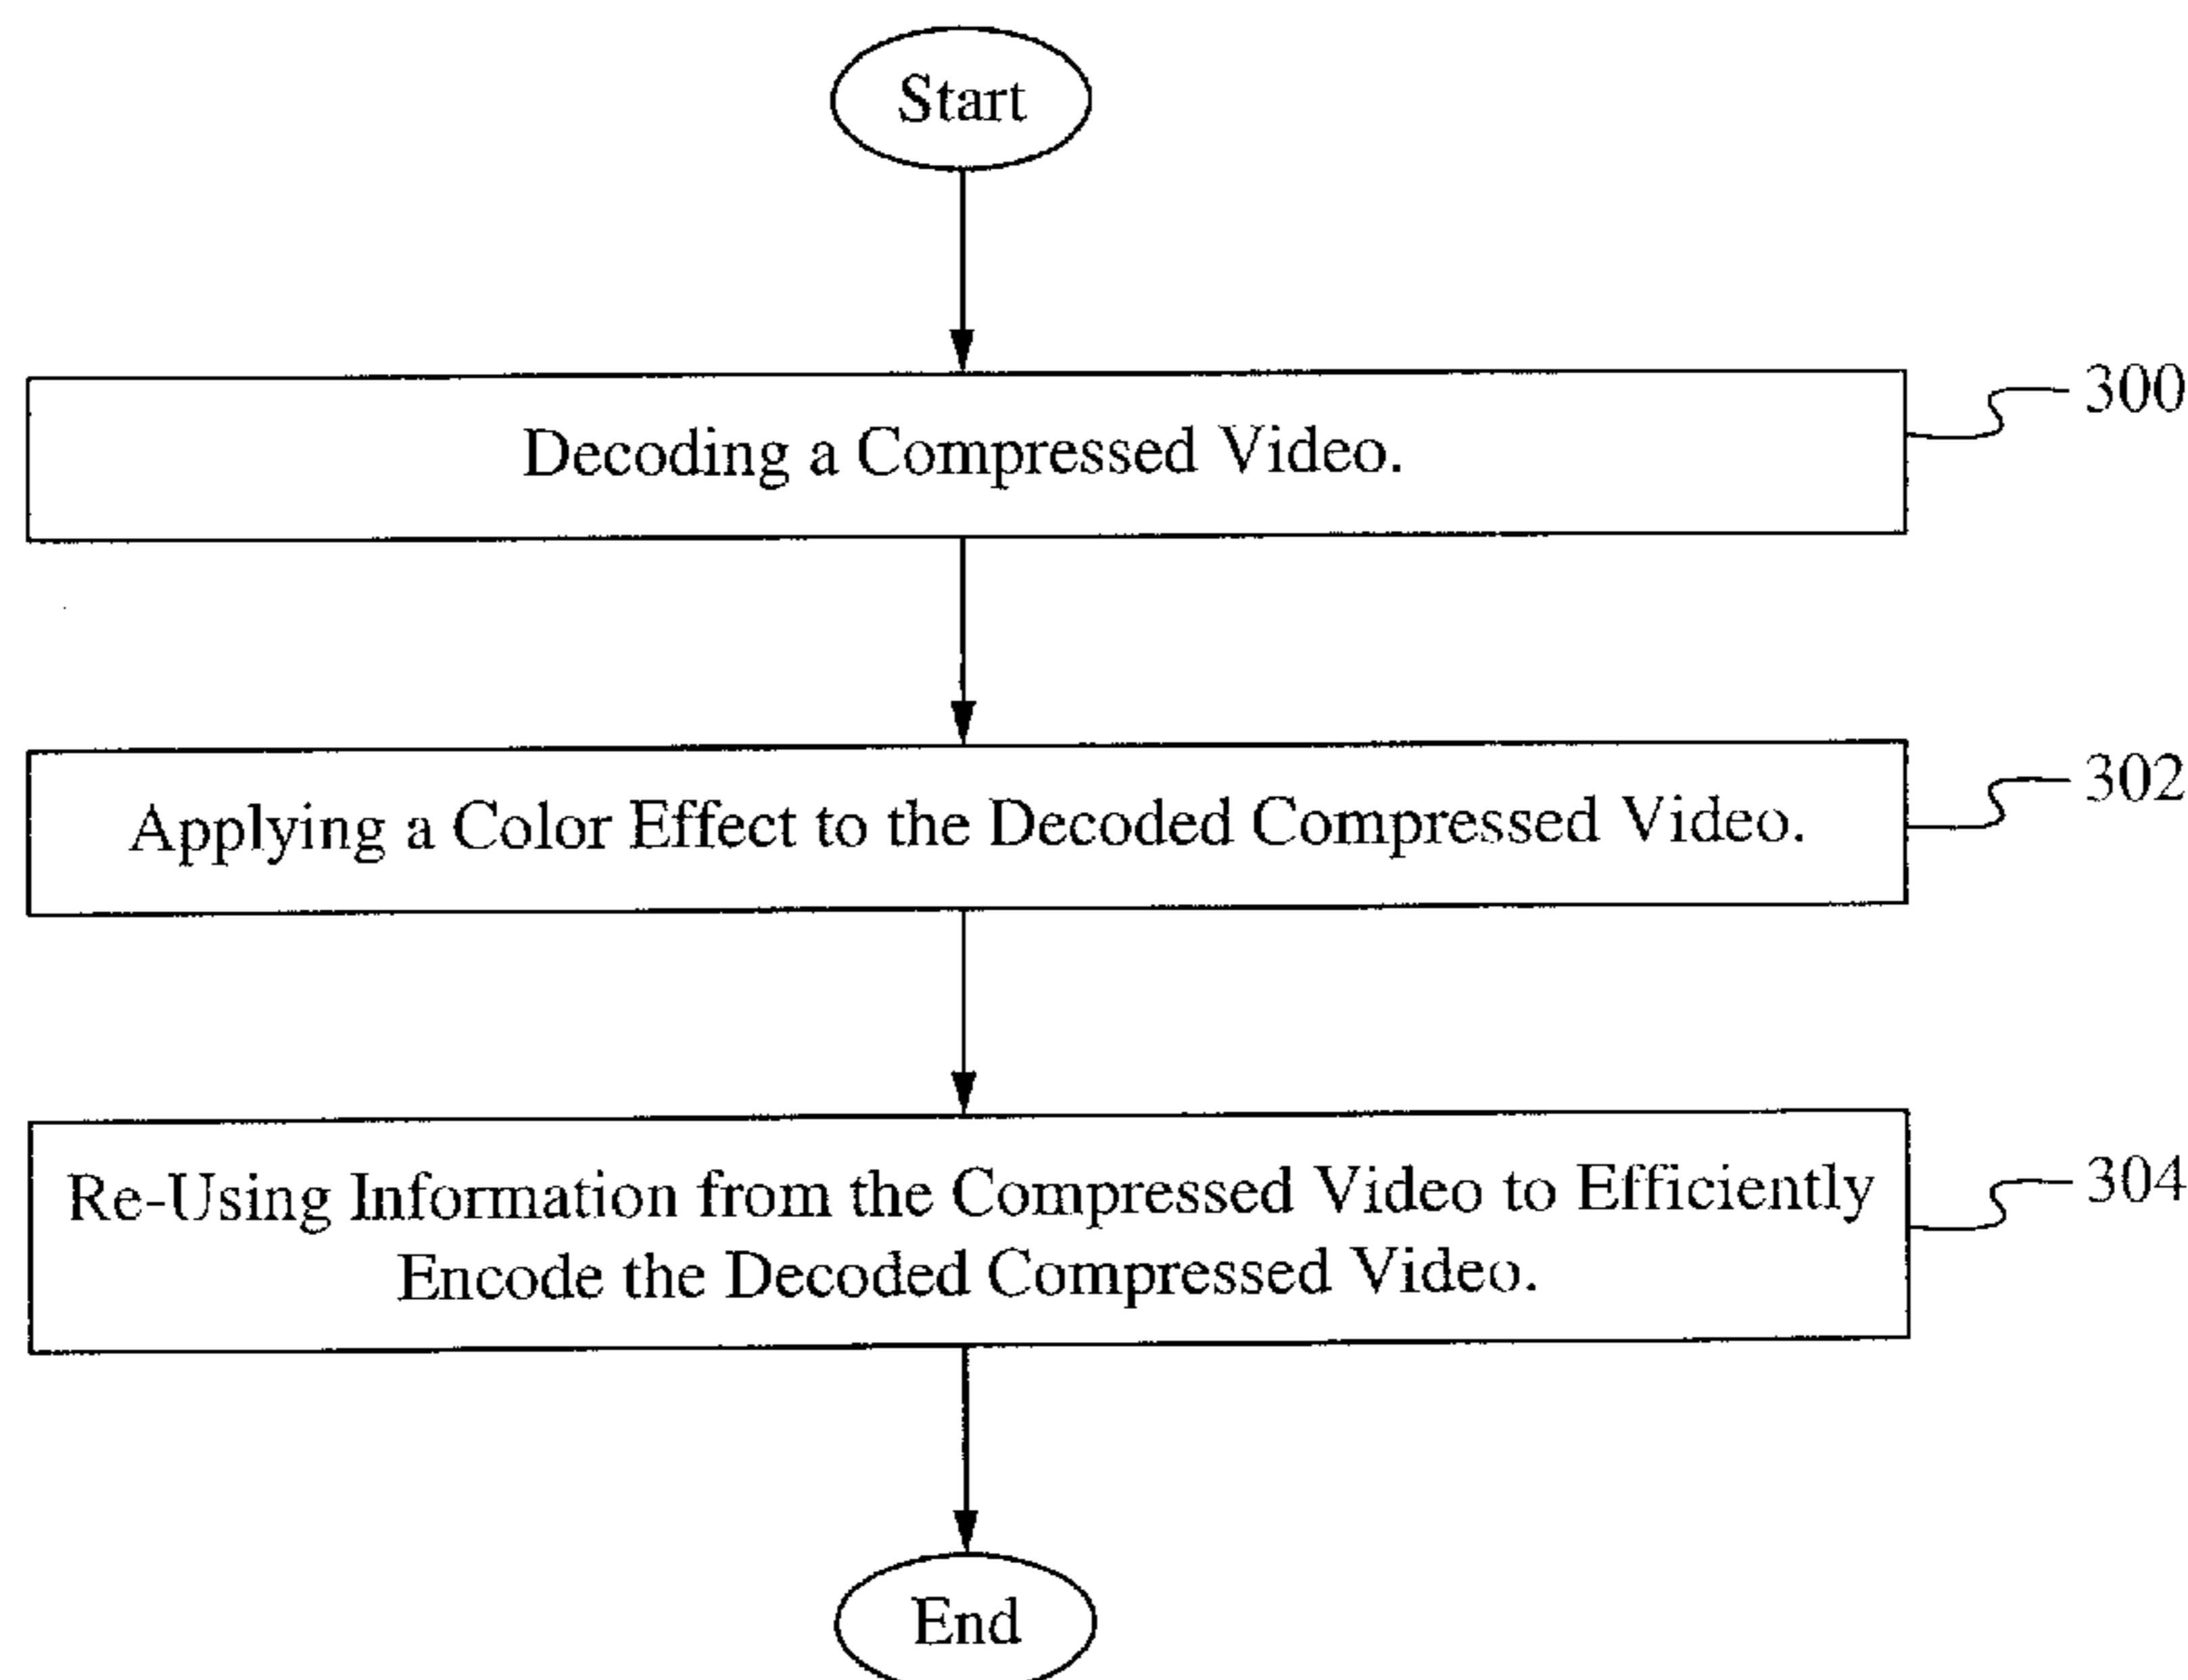 Start
Decoding a Compressed Video.
300
Applying a Color Effect to the Decoded Compressed Video.
302
Re-Using Information from the Compressed Video to Efficiently
Encode the Decoded Compressed Video.
304
End